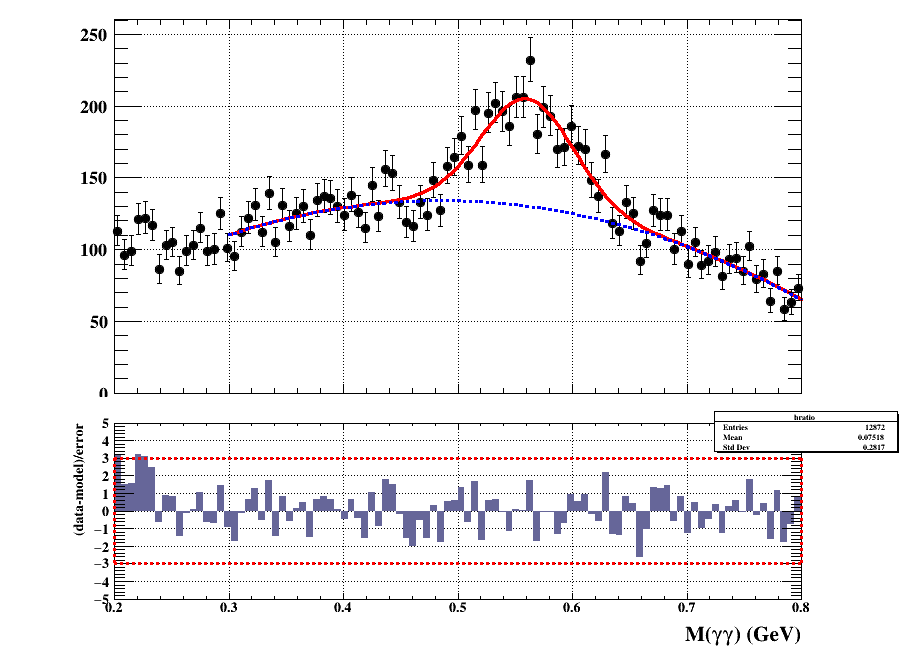 250
200
150
100
50
0
hratio
Entries 12872
Mean 0.07518
Std Dev 0.2817
(data-model)/error
5
4
3
2
1
0
−1
−2
−3
−4
−5
0.2 0.3 0.4 0.5 0.6 0.7 0.8
M(γγ) (GeV)